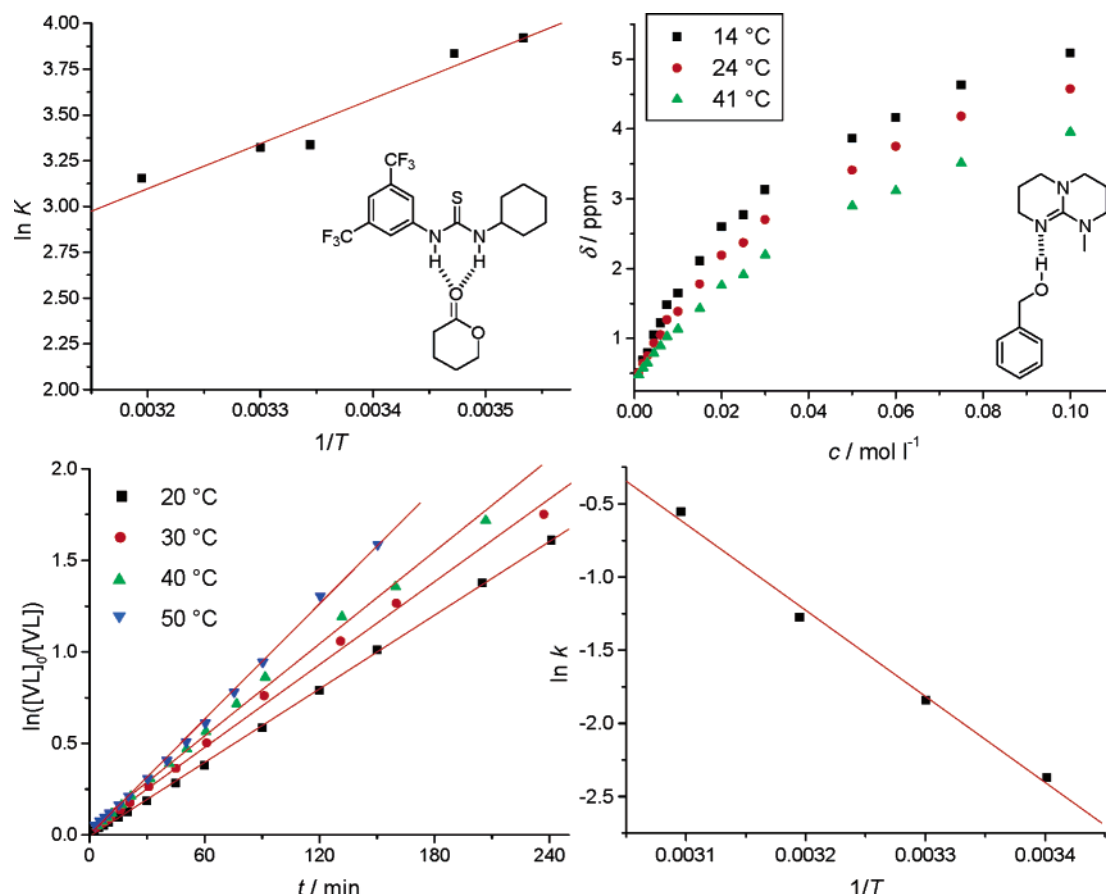 4.00
3.75
3.50
3.25
3.00
2.75
2.50
2.25
2.00
ln K
0.0032 0.0033 0.0034 0.0035
1/T
CF₃
F₃C
S
N N
H H
O
O
14 °C
24 °C
41 °C
5
4
3
2
1
δ / ppm
0.00 0.02 0.04 0.06 0.08 0.10
c / mol l⁻¹
N
N N
H
O
2.0
1.5
1.0
0.5
0.0
ln([VL]₀/[VL])
20 °C
30 °C
40 °C
50 °C
0 60 120 180 240
t / min
-0.5
-1.0
-1.5
-2.0
-2.5
ln k
0.0031 0.0032 0.0033 0.0034
1/T